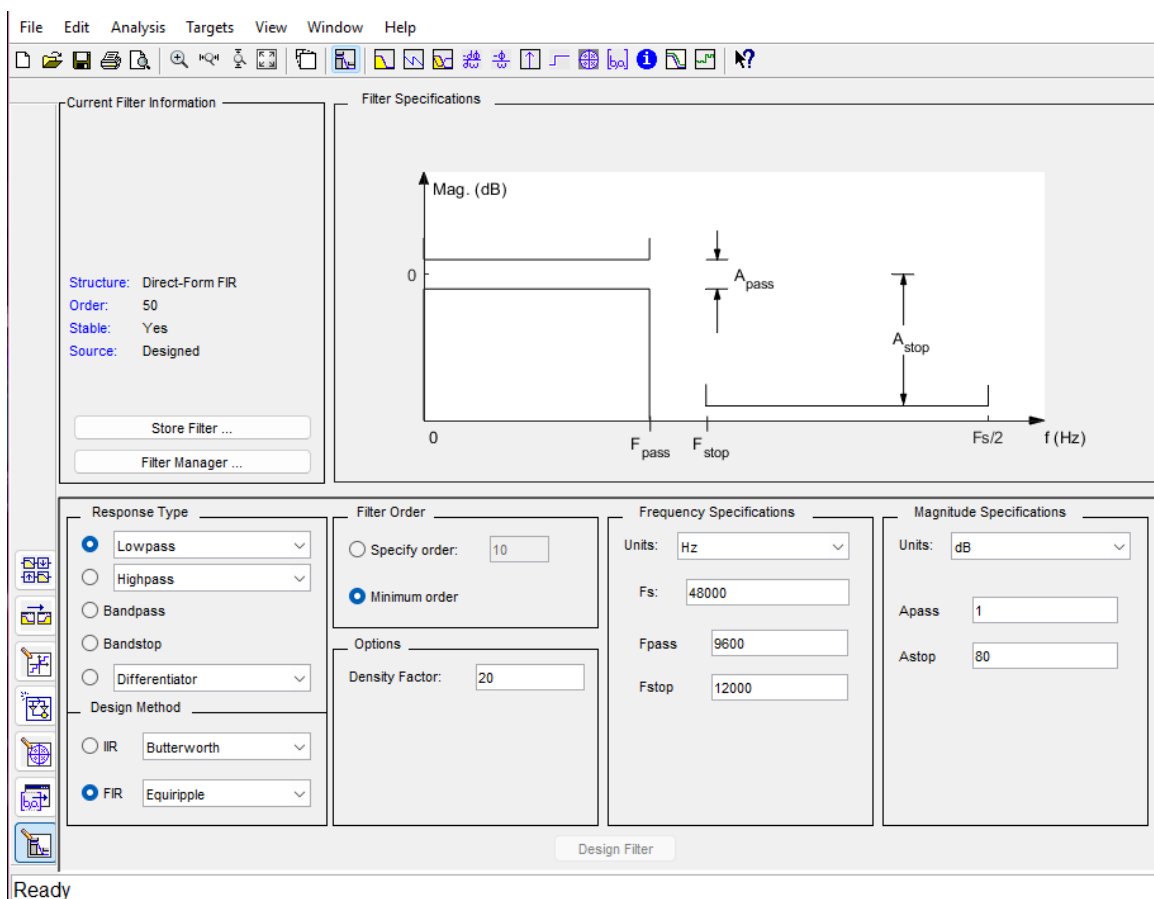 File Edit Analysis Targets View Window Help
[b,a]
Current Filter Information
Structure: Direct-Form FIR
Order: 50
Stable: Yes
Source: Designed
Store Filter ...
Filter Manager ...
Filter Specifications
Mag. (dB)
0
A pass
A stop
0 F pass F stop Fs/2 f (Hz)
Response Type
Lowpass
Highpass
Bandpass
Bandstop
Differentiator
Design Method
IIR Butterworth
FIR Equiripple
Filter Order
Specify order: 10
Minimum order
Options
Density Factor: 20
Frequency Specifications
Units: Hz
Fs: 48000
Fpass 9600
Fstop 12000
Magnitude Specifications
Units: dB
Apass 1
Astop 80
[b,a]
Design Filter
Ready